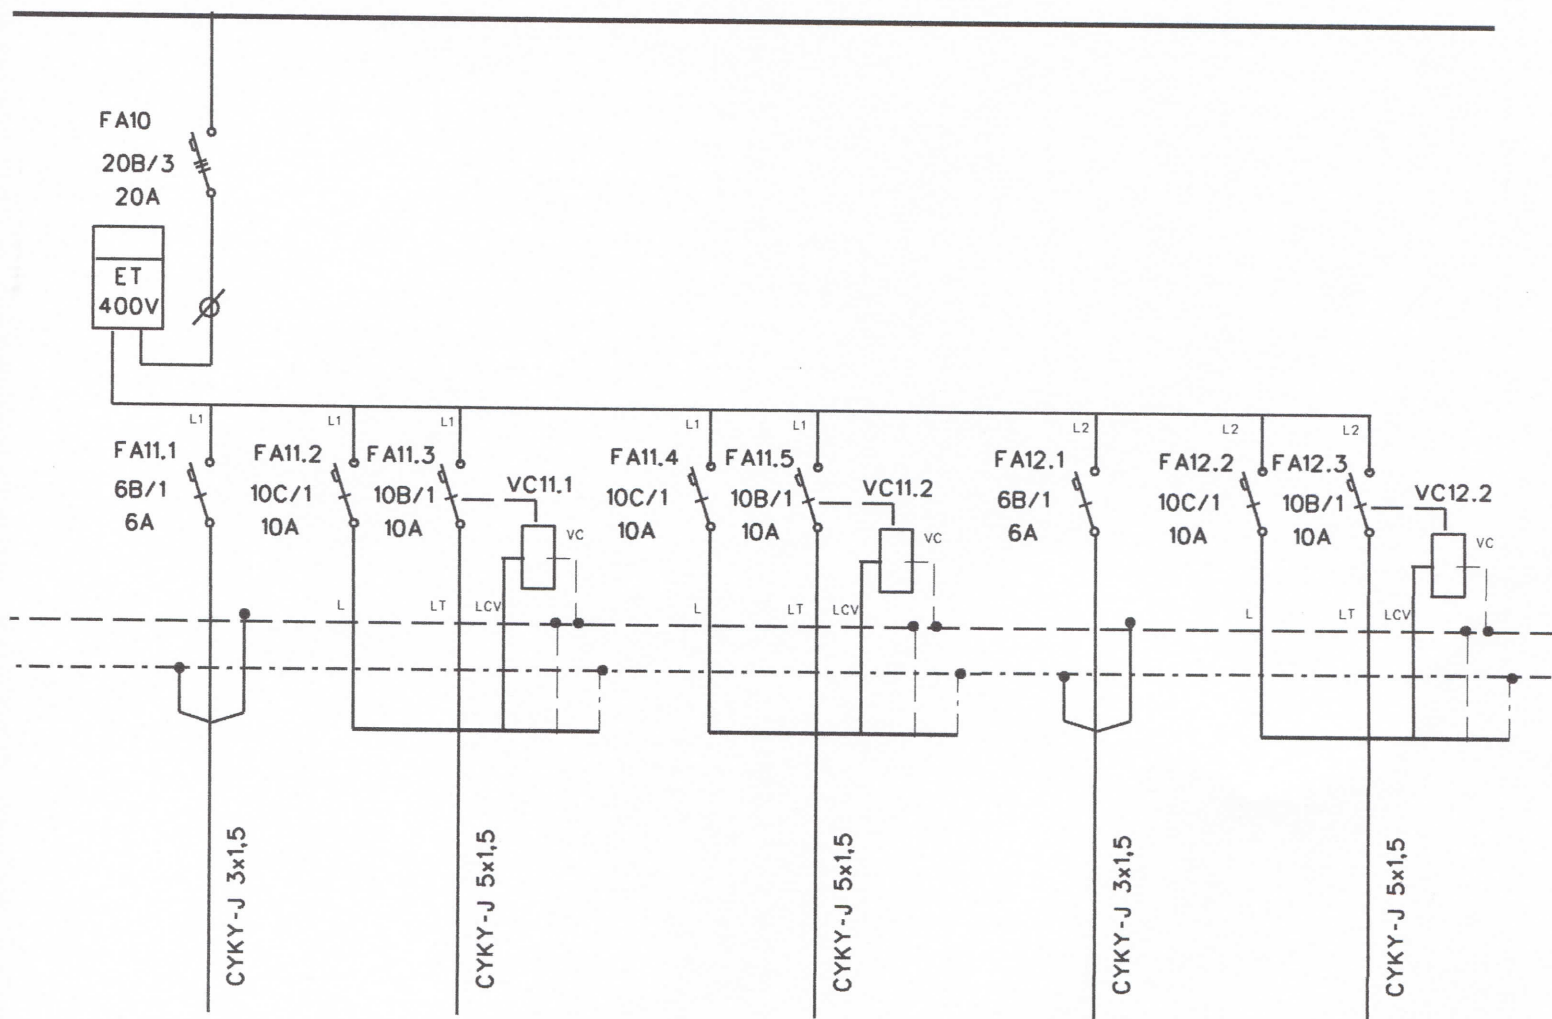 FA10
20B/3
20A
ET
400V
L1
L1
L1
L1
L1
L2
L2
L2
FA11.1
6B/1
6A
FA11.2
10C/1
10A
FA11.3
10B/1
10A
VC11.1
VC
FA11.4
10C/1
10A
FA11.5
10B/1
10A
VC11.2
VC
FA12.1
6B/1
6A
FA12.2
10C/1
10A
FA12.3
10B/1
10A
VC12.2
VC
L
LT
LCV
L
LT
LCV
L
LT
LCV
CYKY-J 3x1,5
CYKY-J 5x1,5
CYKY-J 5x1,5
CYKY-J 3x1,5
CYKY-J 5x1,5